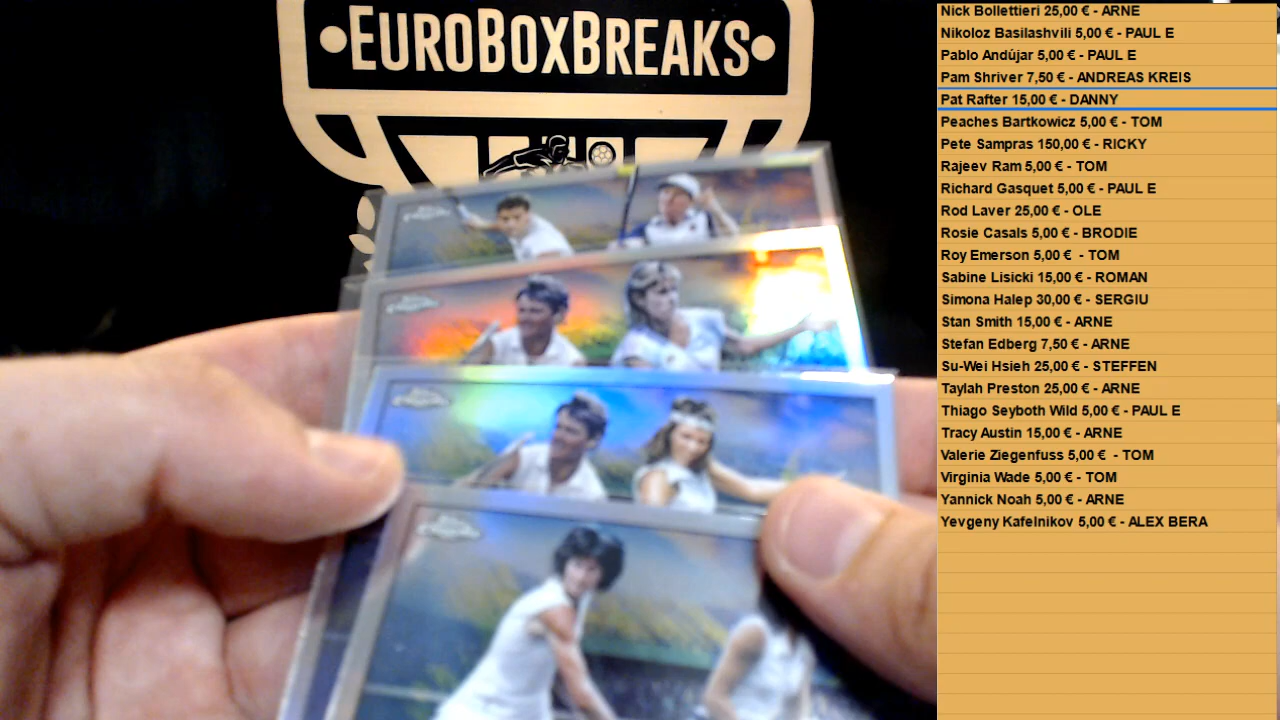 EUROBOXBREAKS
Nick Bollettieri 25,00 € - ARNE
Nikoloz Basilashvili 5,00 € - PAUL E
Pablo Andújar 5,00 € - PAUL E
Pam Shriver 7,50 € - ANDREAS KREIS
Pat Rafter 15,00 € - DANNY
Peaches Bartkowicz 5,00 € - TOM
Pete Sampras 150,00 € - RICKY
Rajeev Ram 5,00 € - TOM
Richard Gasquet 5,00 € - PAUL E
Rod Laver 25,00 € - OLE
Rosie Casals 5,00 € - BRODIE
Roy Emerson 5,00 €  - TOM
Sabine Lisicki 15,00 € - ROMAN
Simona Halep 30,00 € - SERGIU
Stan Smith 15,00 € - ARNE
Stefan Edberg 7,50 € - ARNE
Su-Wei Hsieh 25,00 € - STEFFEN
Taylah Preston 25,00 € - ARNE
Thiago Seyboth Wild 5,00 € - PAUL E
Tracy Austin 15,00 € - ARNE
Valerie Ziegenfuss 5,00 €  - TOM
Virginia Wade 5,00 € - TOM
Yannick Noah 5,00 € - ARNE
Yevgeny Kafelnikov 5,00 € - ALEX BERA